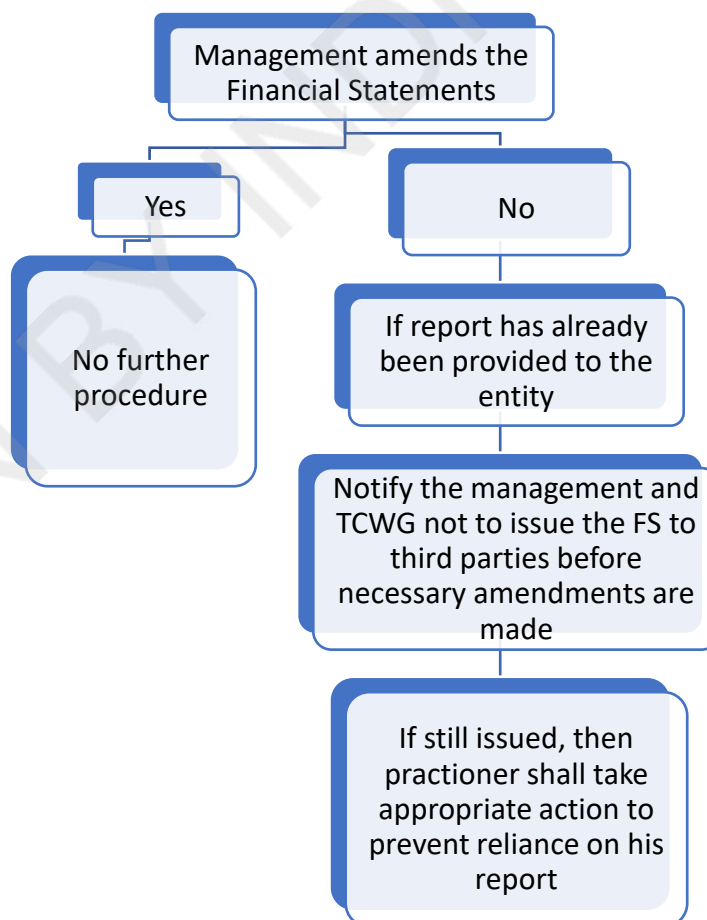 Management amends the
Financial Statements
Yes
No
No further
procedure
If report has already
been provided to the
entity
Notify the management and
TCWG not to issue the FS to
third parties before
necessary amendments are
made
If still issued, then
practioner shall take
appropriate action to
prevent reliance on his
report
BY INDI